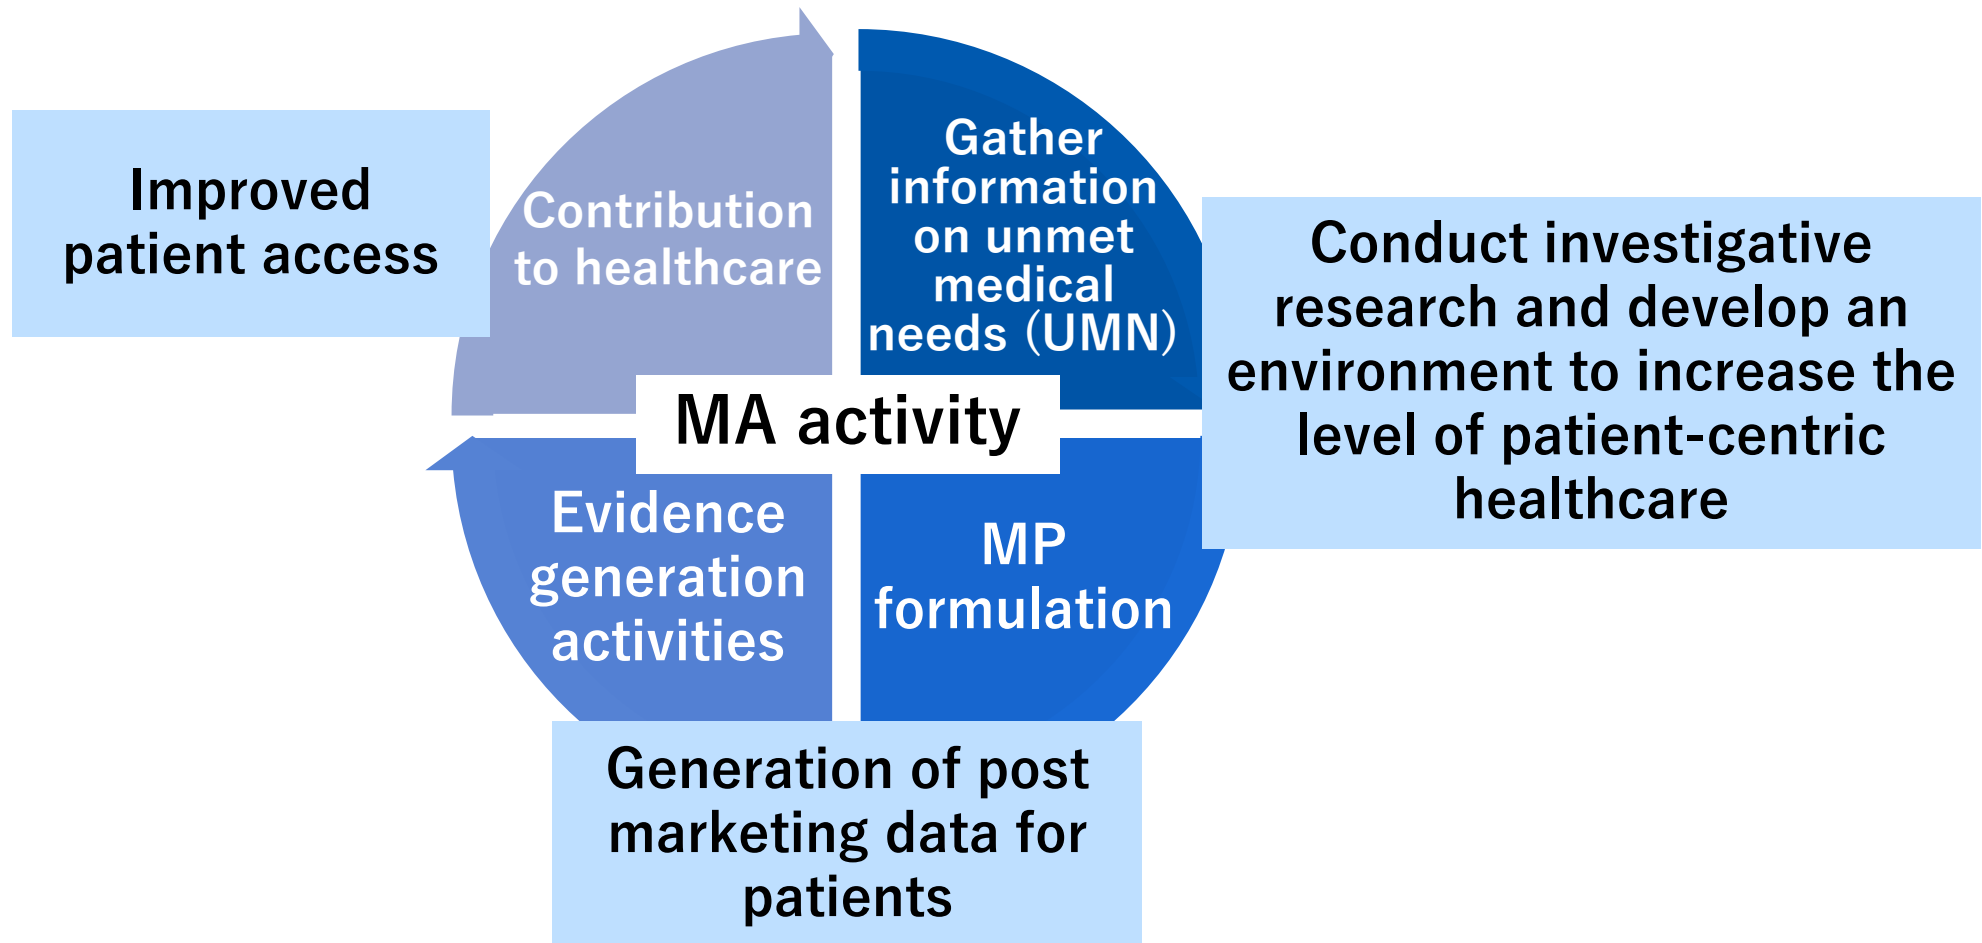 Improved
patient access
Contribution
to healthcare
Gather
information
on unmet
medical
needs (UMN)
Conduct investigative
research and develop an
environment to increase the
level of patient-centric
healthcare
MA activity
Evidence
generation
activities
MP
formulation
Generation of post
marketing data for
patients